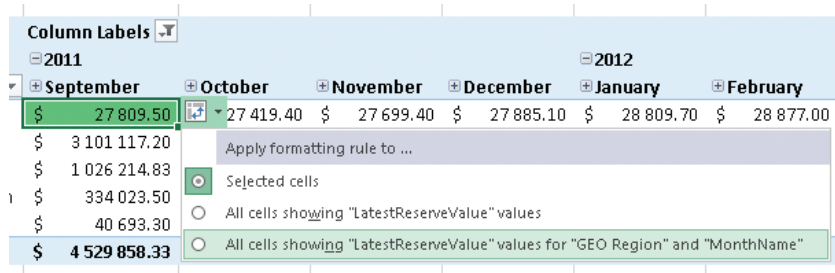 Column Labels
2011 2012
September October November December January February
$ 27 809.50 27 419.40 $ 27 699.40 $ 27 885.10 $ 28 809.70 $ 28 877.00
$ 3 101 117.20
Apply formatting rule to ...
$ 1 026 214.83
Selected cells
$ 334 023.50
All cells showing "LatestReserveValue" values
$ 40 693.30
All cells showing "LatestReserveValue" values for "GEO Region" and "MonthName"
$ 4 529 858.33